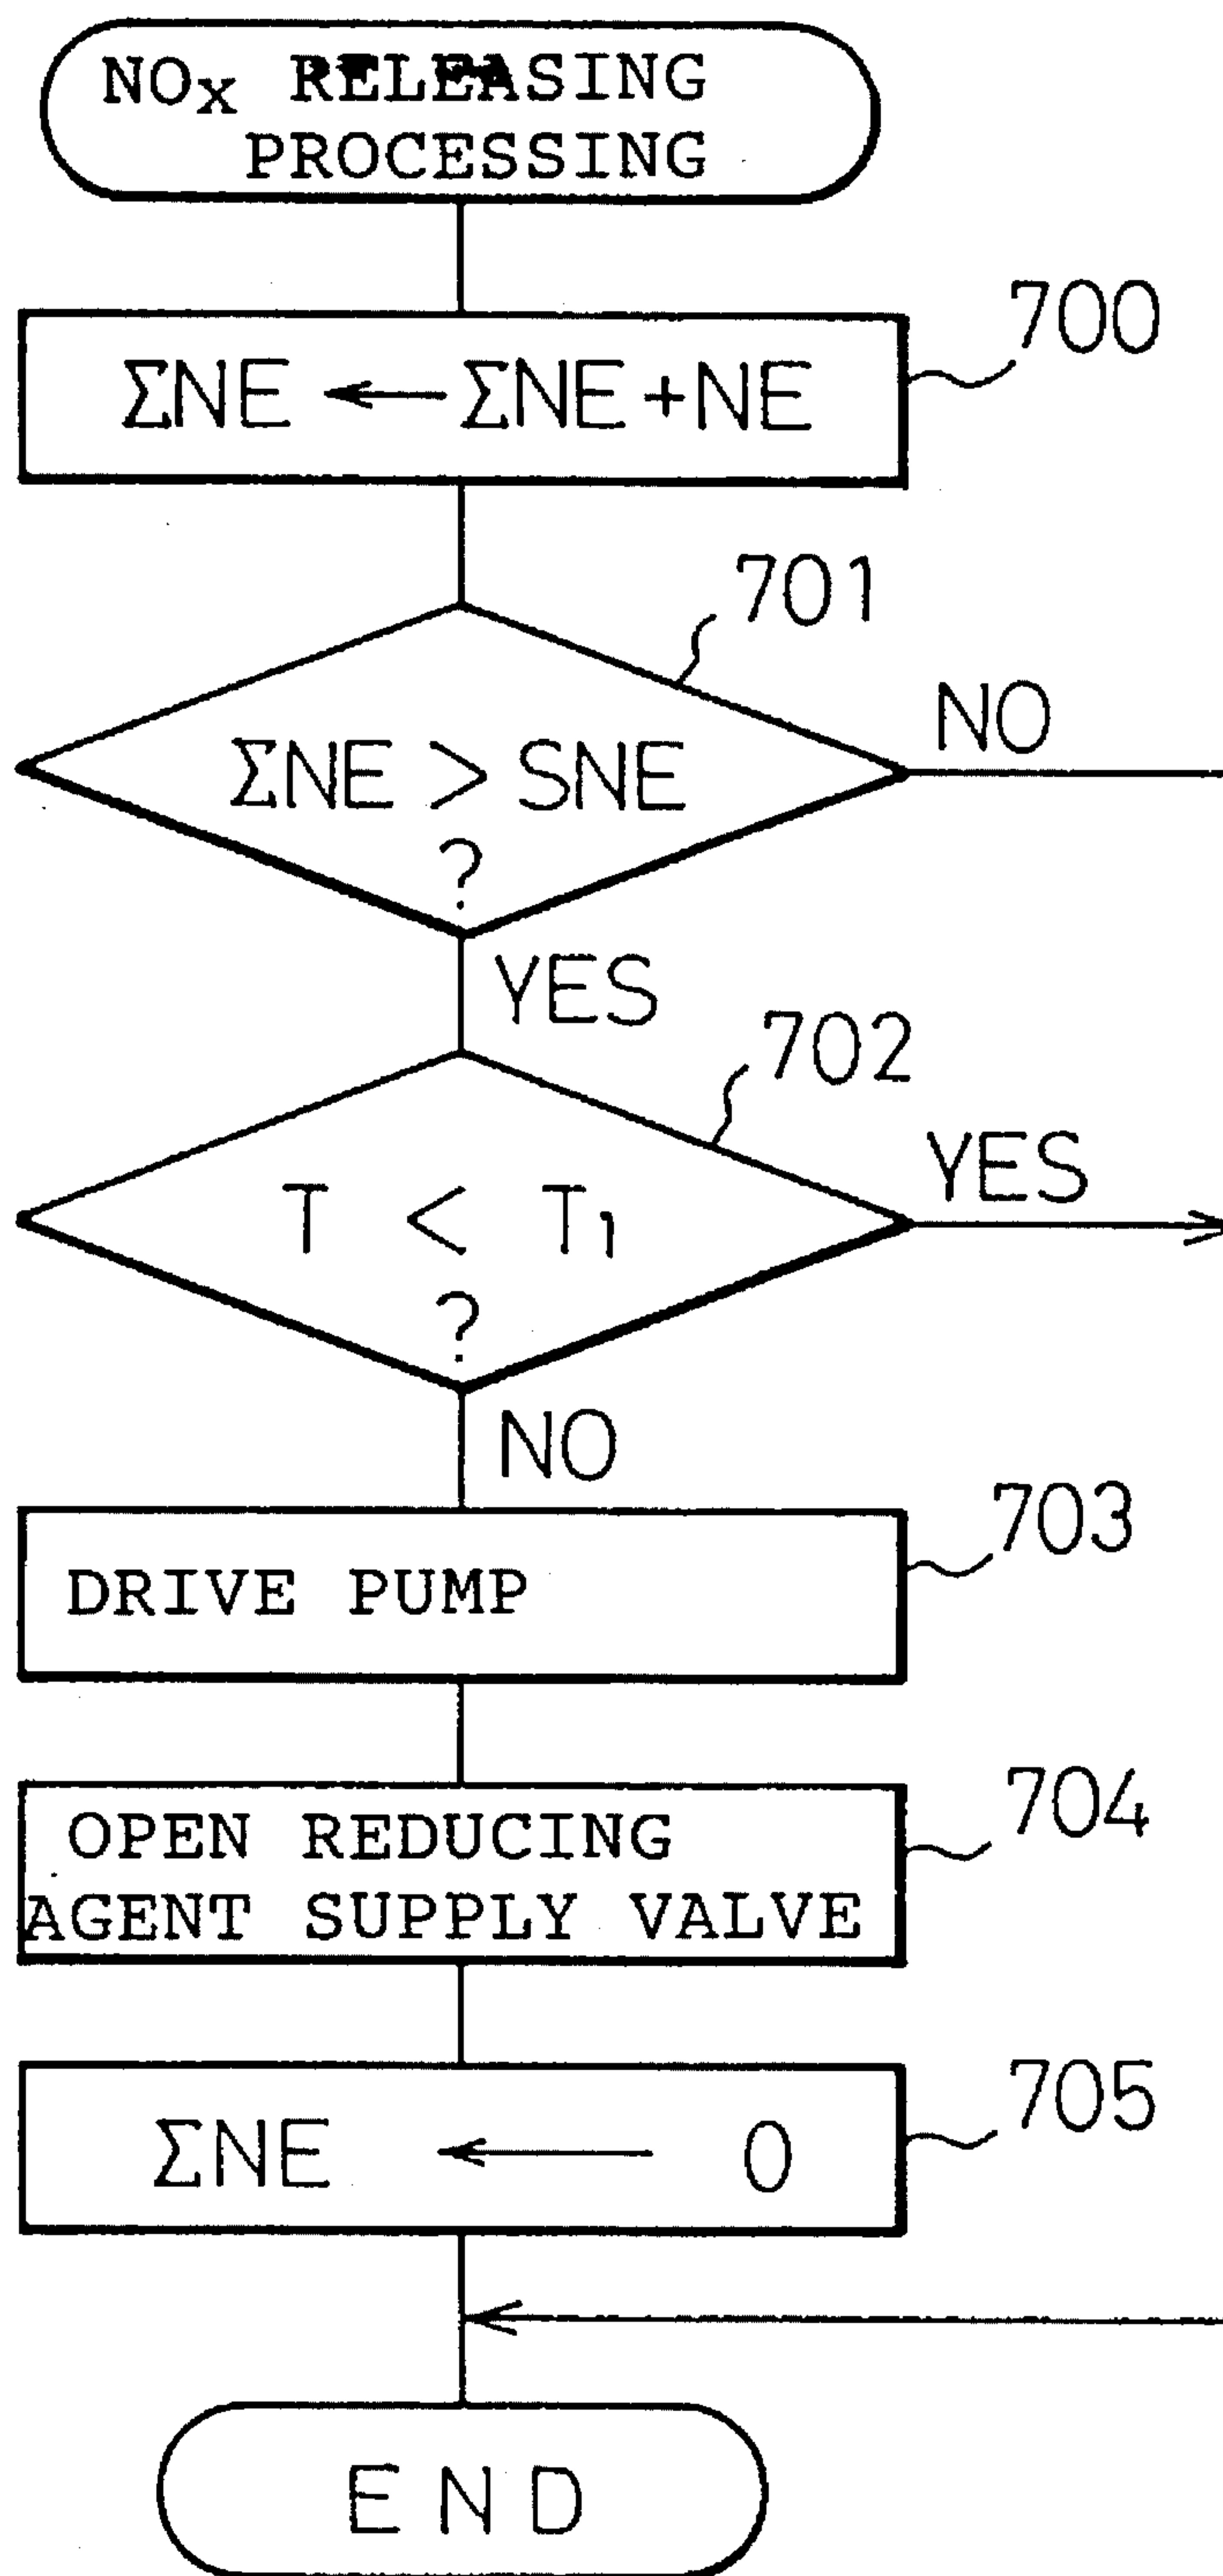 NOx RELEASING
PROCESSING
700
ΣNE ← ΣNE + NE
701
ΣNE > SNE
?
NO
YES
702
T < T1
?
YES
NO
703
DRIVE PUMP
704
OPEN REDUCING
AGENT SUPPLY VALVE
705
ΣNE ← 0
END